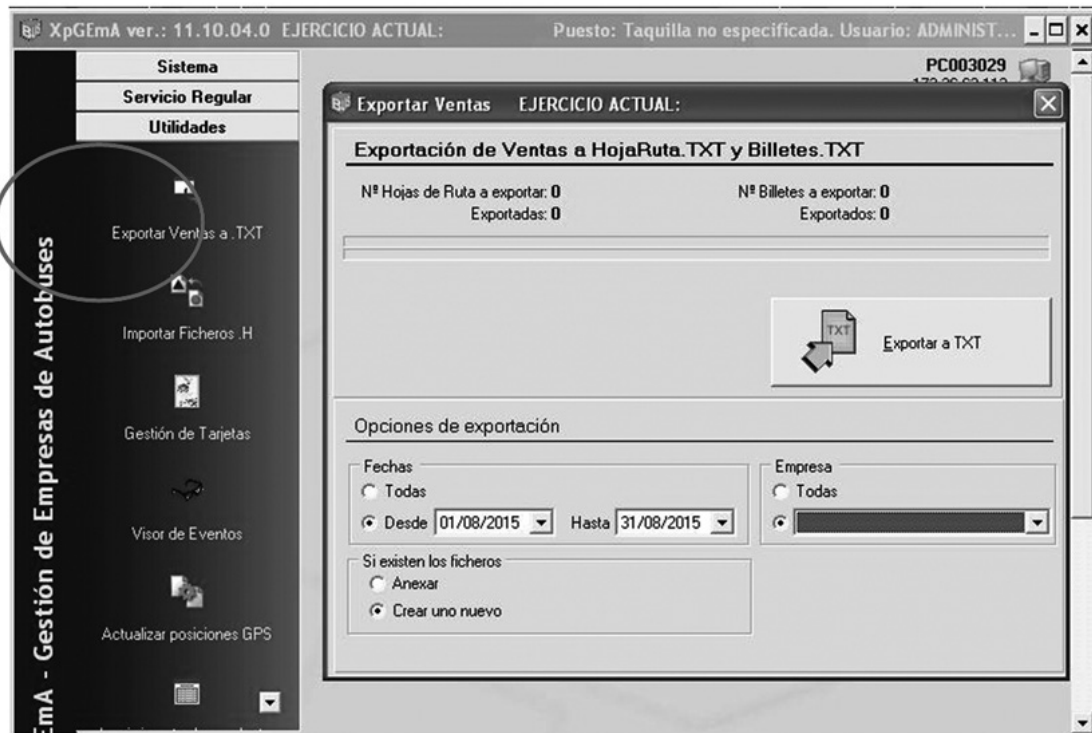 XpGEmA ver.: 11.10.04.0 EJERCICIO ACTUAL: Puesto: Taquilla no especificada. Usuario: ADMINIST...
Sistema
Servicio Regular
Utilidades
Exportar Ventas a .TXT
Importar Ficheros .H
Gestión de Tarjetas
Visor de Eventos
Actualizar posiciones GPS
EmA - Gestión de Empresas de Autobuses
PC003029
Exportar Ventas EJERCICIO ACTUAL:
Exportación de Ventas a HojaRuta.TXT y Billetes.TXT
Nº Hojas de Ruta a exportar: 0 Nº Billetes a exportar: 0
Exportadas: 0 Exportados: 0
TXT
Exportar a TXT
Opciones de exportación
Fechas
Todas
Desde 01/08/2015 Hasta 31/08/2015
Empresa
Todas
Si existen los ficheros
Anexar
Crear uno nuevo